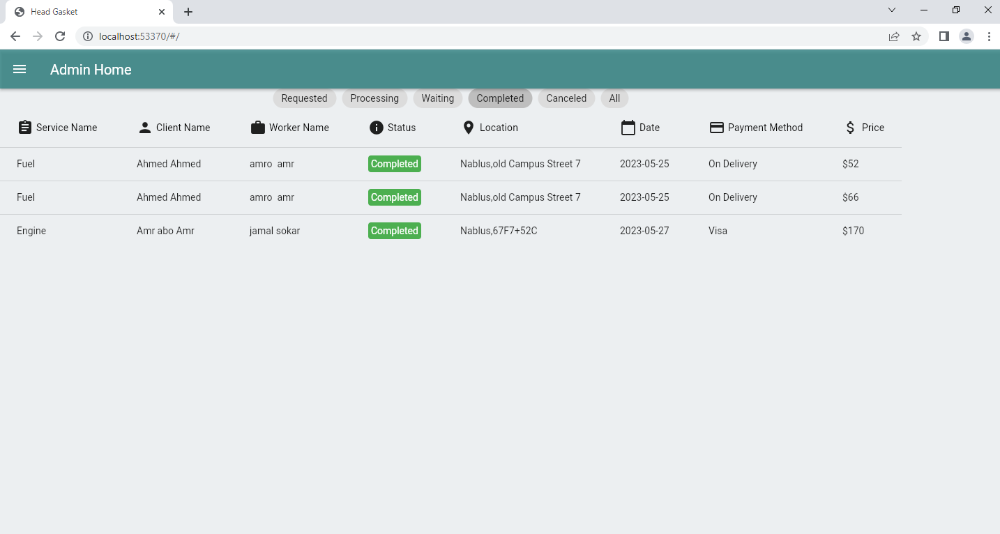 Head Gasket
localhost:53370/#/
Admin Home
Requested Processing Waiting Completed Canceled All
Service Name Client Name Worker Name Status Location Date Payment Method Price
Fuel Ahmed Ahmed amro  amr Completed Nablus,old Campus Street 7 2023-05-25 On Delivery $52
Fuel Ahmed Ahmed amro  amr Completed Nablus,old Campus Street 7 2023-05-25 On Delivery $66
Engine Amr abo Amr jamal sokar Completed Nablus,67F7+52C 2023-05-27 Visa $170